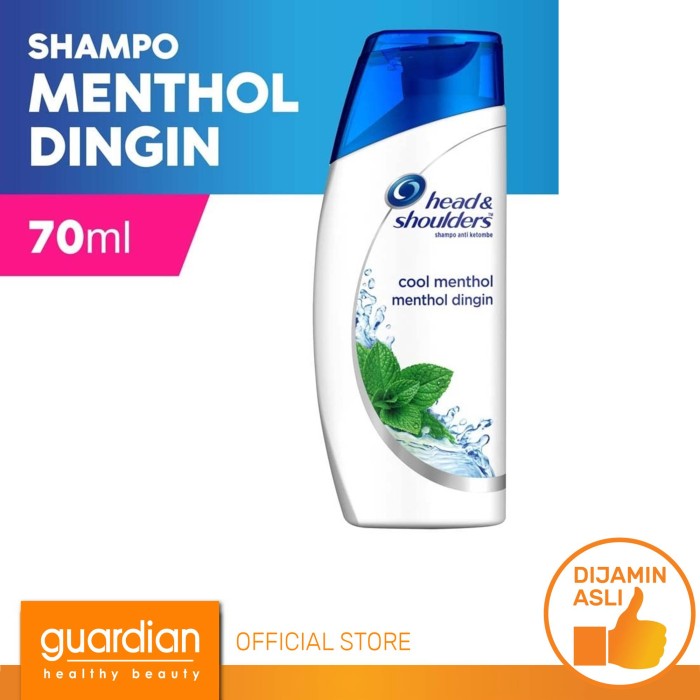 SHAMPO
MENTHOL
DINGIN
70ml
head &
shoulders™
shampo anti ketombe
cool menthol
menthol dingin
DIJAMIN
ASLI
guardian
healthy beauty
OFFICIAL STORE